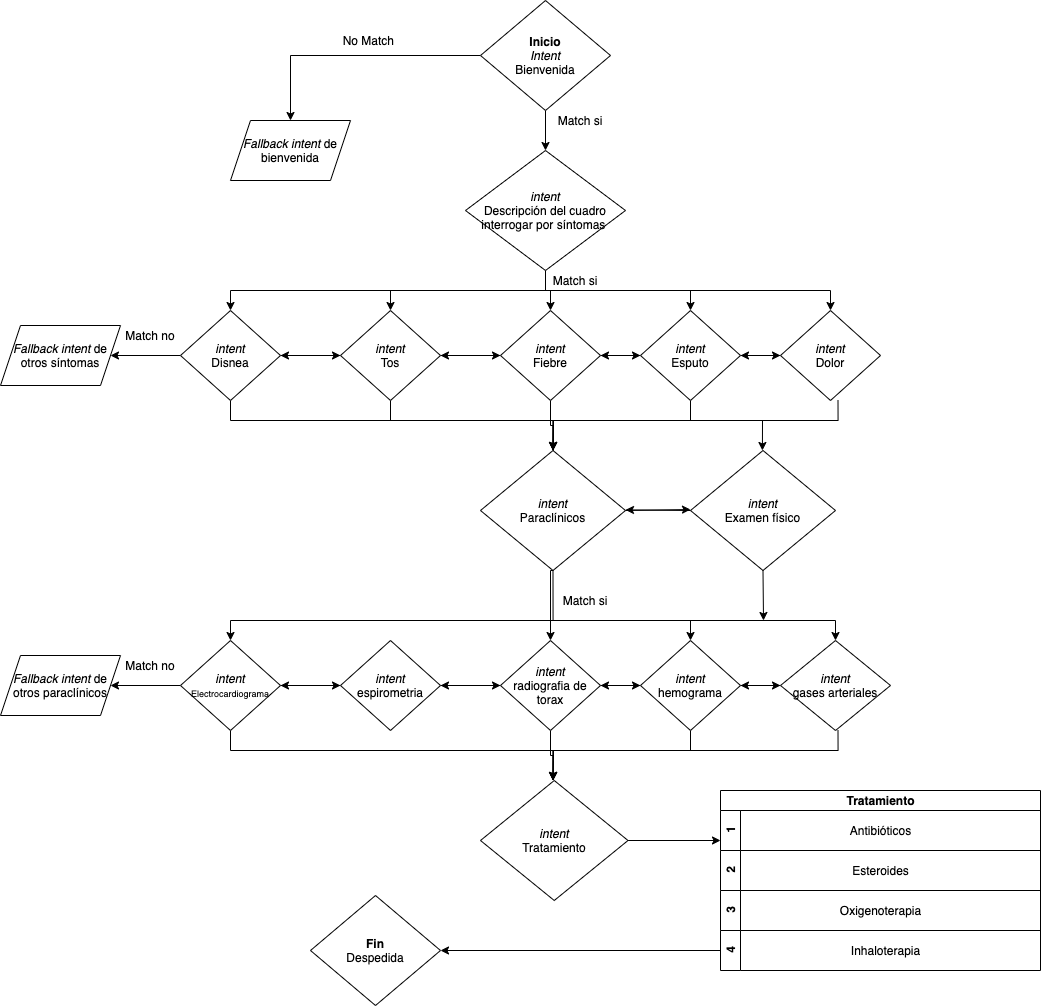 No Match
Inicio
Intent
Bienvenida
Match si
Fallback intent de
bienvenida
intent
Descripción del cuadro
interrogar por síntomas
Match si
Match no
Fallback intent de
otros síntomas
intent
Disnea
intent
Tos
intent
Fiebre
intent
Esputo
intent
Dolor
intent
Paraclínicos
intent
Examen físico
Match si
Match no
Fallback intent de
otros paraclínicos
intent
Electrocardiograma
intent
espirometria
intent
radiografia de
torax
intent
hemograma
intent
gases arteriales
intent
Tratamiento
Tratamiento
1 Antibióticos
2 Esteroides
3 Oxigenoterapia
4 Inhaloterapia
Fin
Despedida